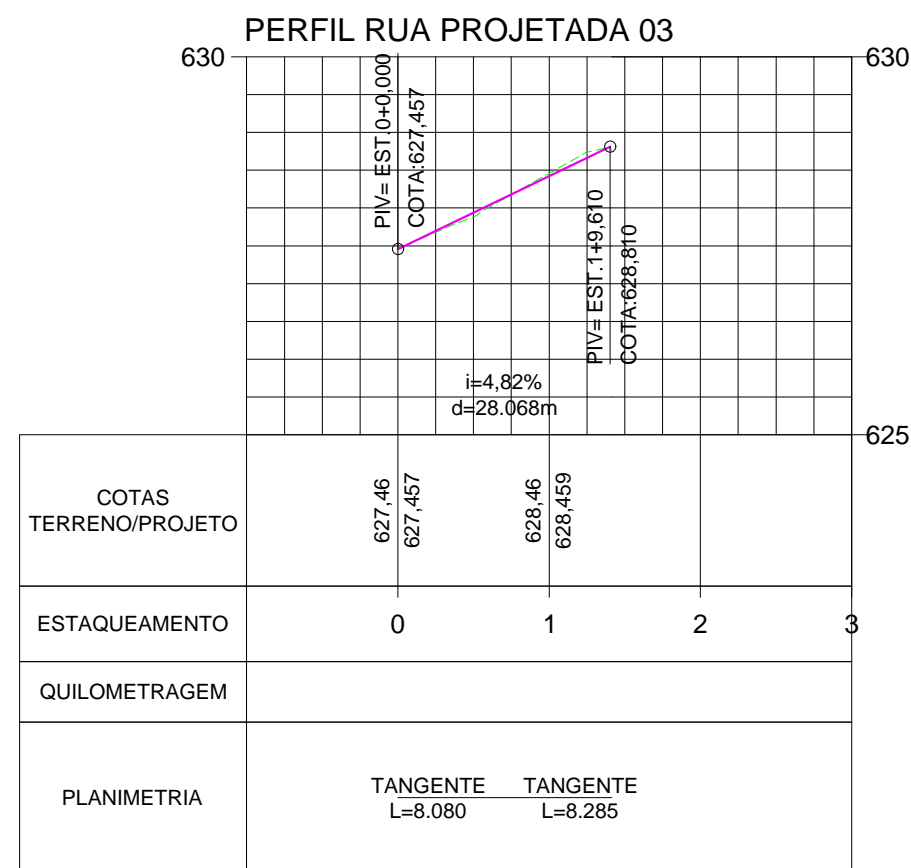 PERFIL RUA PROJETADA 03
630
630
PIV= EST.0+0,000
COTA:627,457
PIV= EST.1+9,610
COTA:628,810
i=4,82%
d=28.068m
625
COTAS
TERRENO/PROJETO
627,46
627,457
628,46
628,459
ESTAQUEAMENTO
0
1
2
3
QUILOMETRAGEM
PLANIMETRIA
TANGENTE
L=8.080
TANGENTE
L=8.285